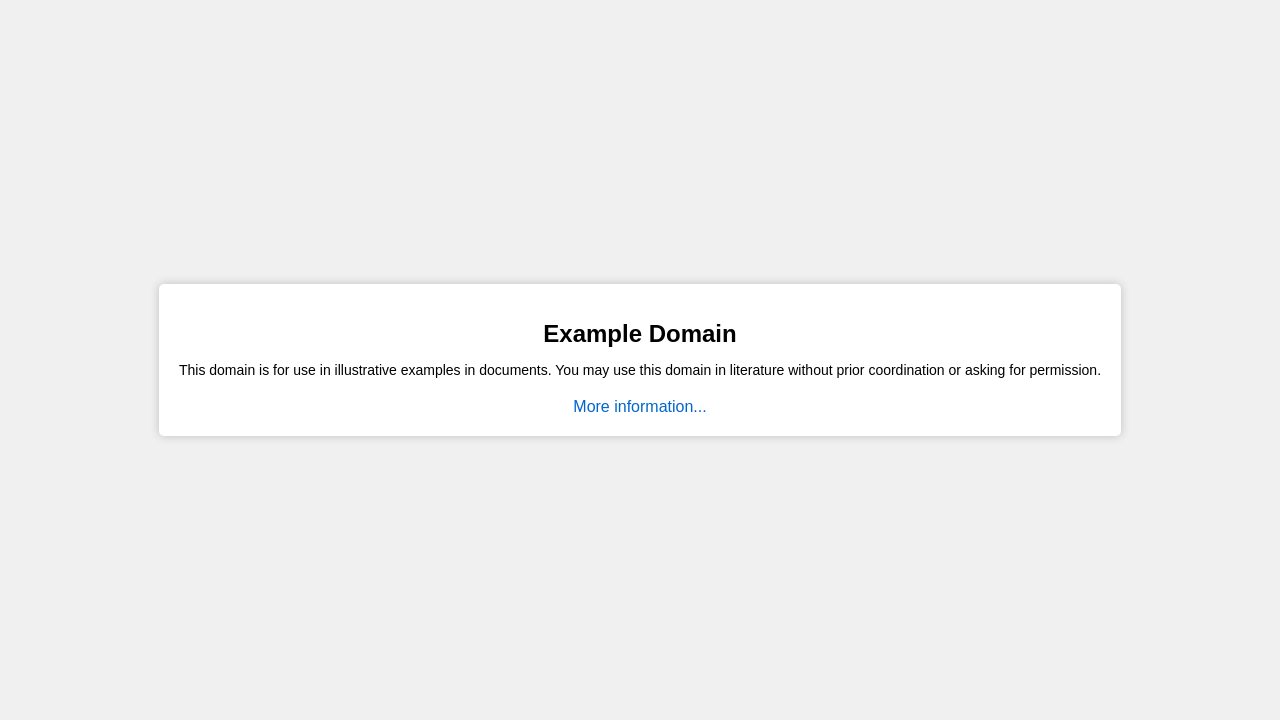 Example Domain
This domain is for use in illustrative examples in documents. You may use this domain in literature without prior coordination or asking for permission.
More information...